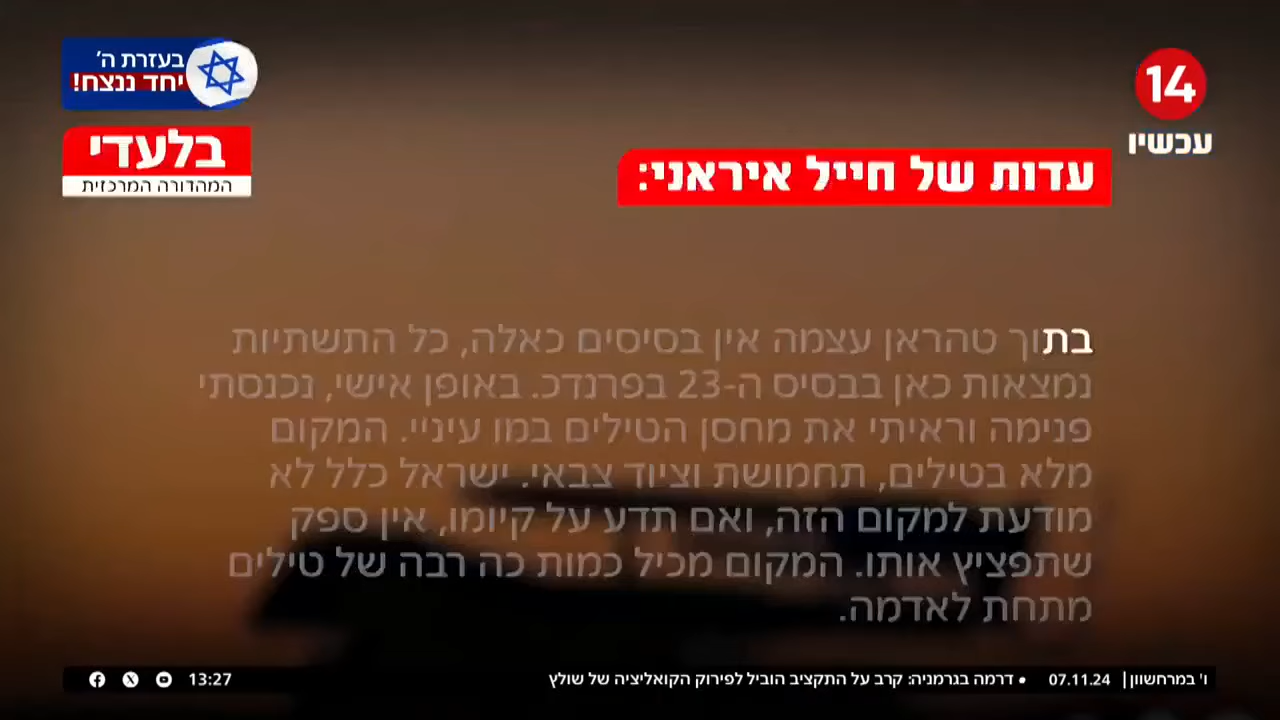 בעזרת ה'
יחד ננצח!
14
עכשיו
בלעדי
המהדורה המרכזית
עדות של חייל איראני:
בתוך טהראן עצמה אין בסיסים כאלה, כל התשתיות
נמצאות כאן בבסיס ה-23 בפרנדכ. באופן אישי, נכנסתי
פנימה וראיתי את מחסן הטילים במו עיניי. המקום
מלא בטילים, תחמושת וציוד צבאי. ישראל כלל לא
מודעת למקום הזה, ואם תדע על קיומו, אין ספק
שתפציץ אותו. המקום מכיל כמות כה רבה של טילים
מתחת לאדמה.
ו' במרחשוון | 07.11.24 • דרמה בגרמניה: קרב על התקציב הוביל לפירוק הקואליציה של שולץ 13:27